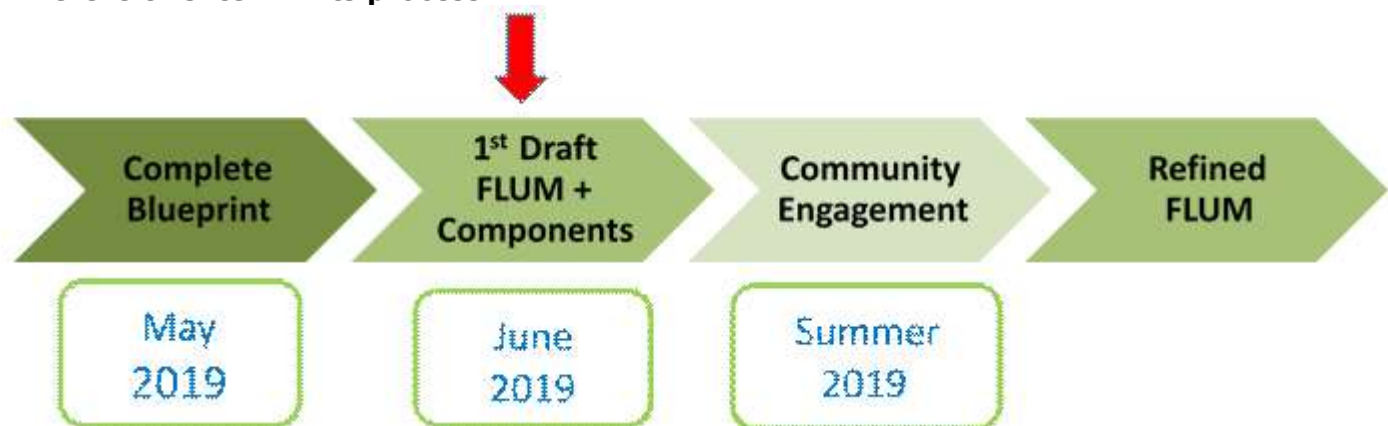 Complete
Blueprint
1st Draft
FLUM +
Components
Community
Engagement
Refined
FLUM
May
2019
June
2019
Summer
2019